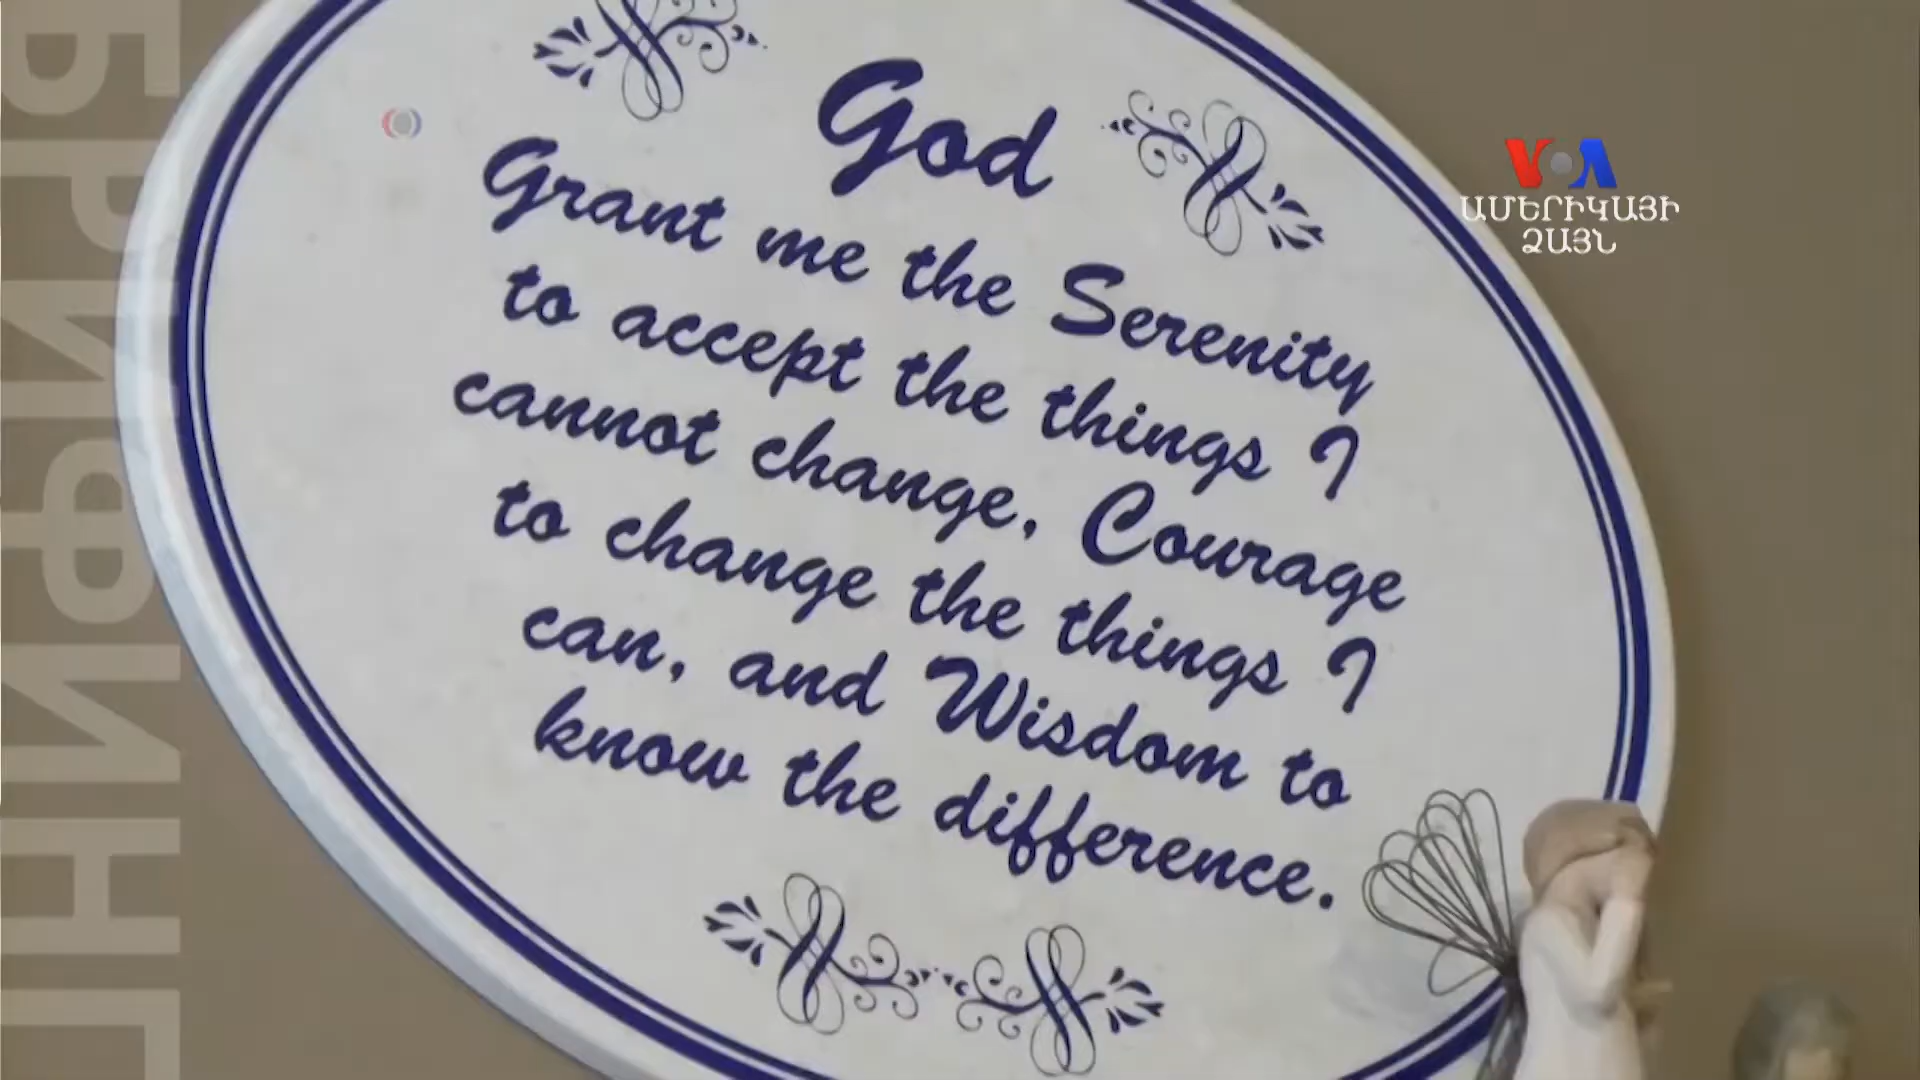 God
Grant me the Serenity
to accept the things I
cannot change, Courage
to change the things I
can, and Wisdom to
know the difference.
VOA
ԱՄԵՐԻԿԱՅԻ
ՁԱՅՆ
БРИФИНГ